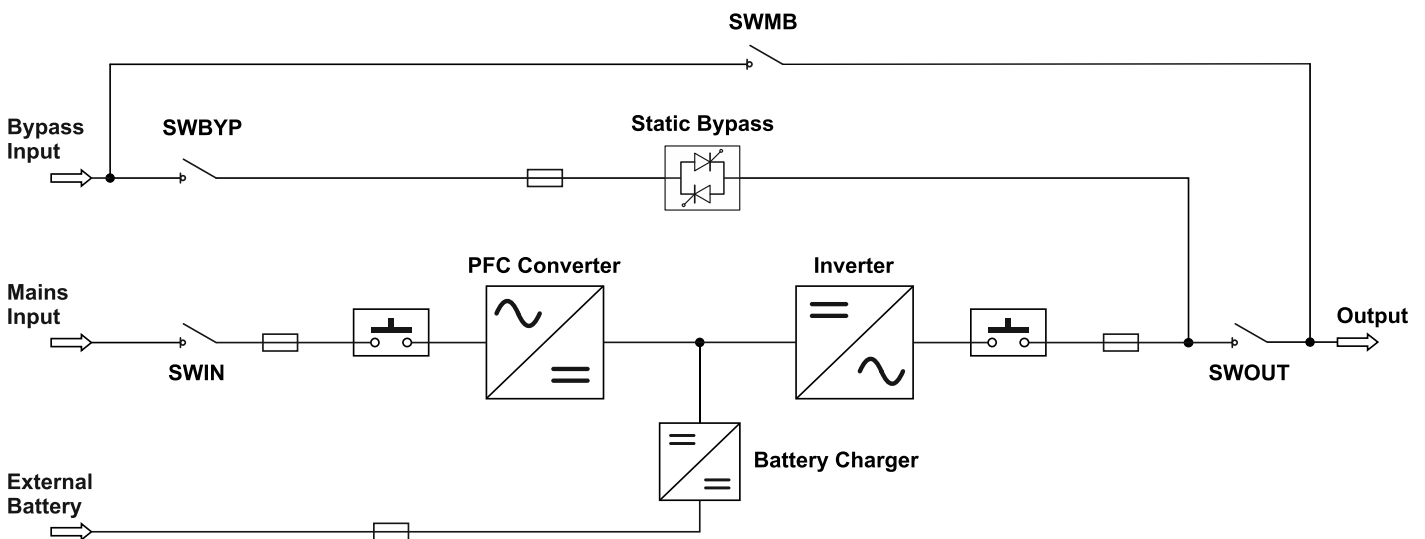 SWMB
Bypass
Input
SWBYP
Static Bypass
PFC Converter
Inverter
Mains
Input
SWIN
Output
SWOUT
Battery Charger
External
Battery